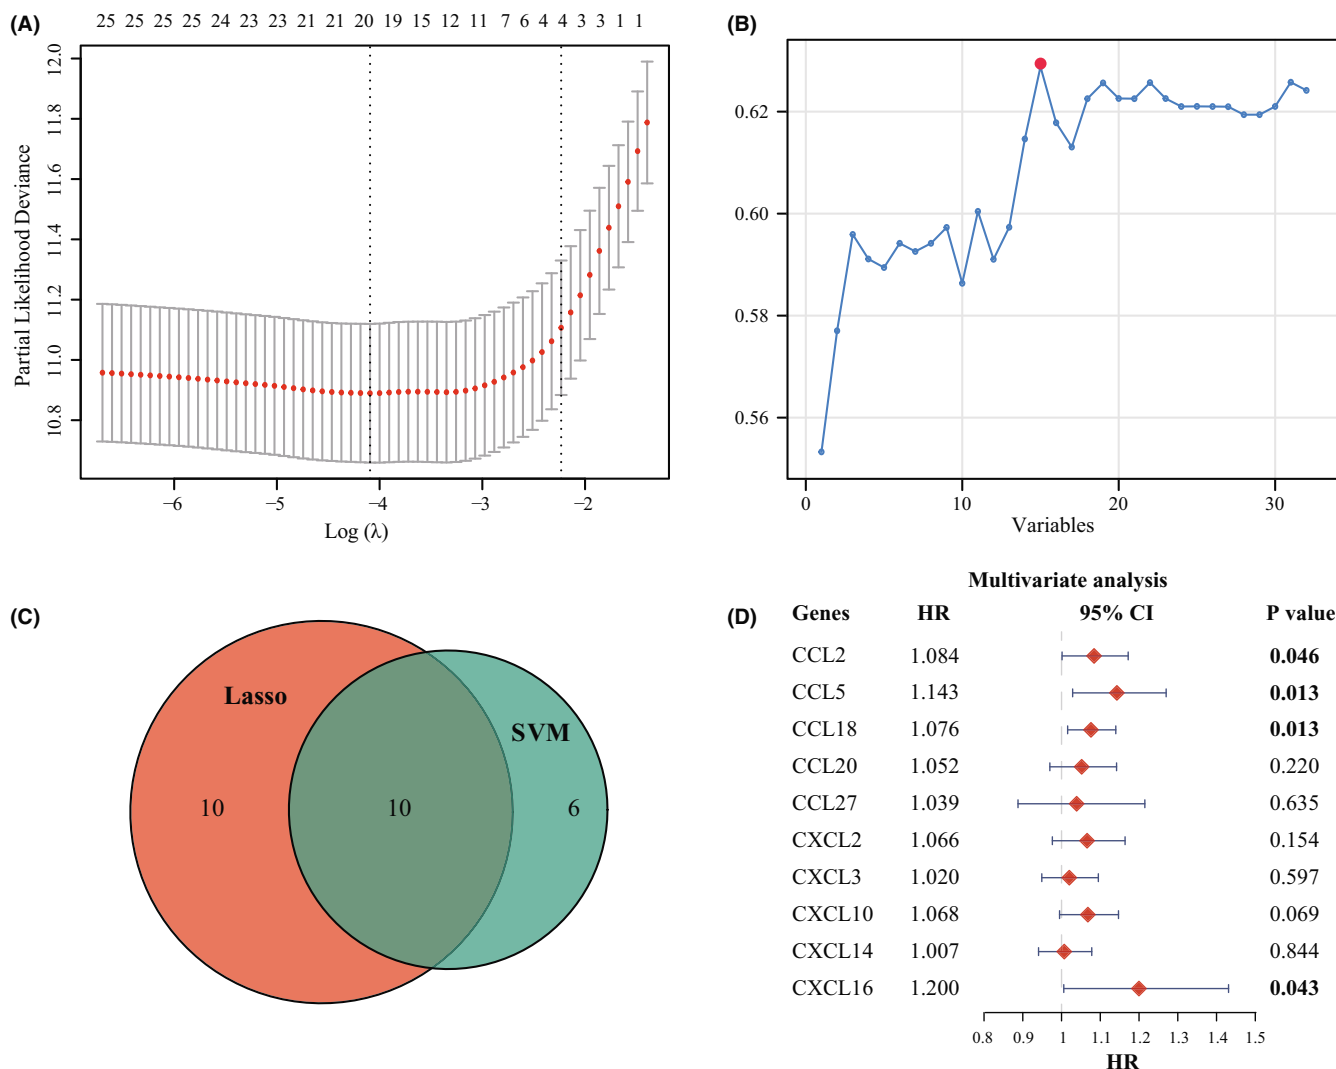 (A)
25 25 25 25 24 23 23 21 21 20 19 15 12 11 7 6 4 4 3 3 1 1
Partial Likelihood Deviance
12.0
11.8
11.6
11.4
11.2
11.0
10.8
−6 −5 −4 −3 −2
Log (λ)
(B)
0.62
0.60
0.58
0.56
0 10 20 30
Variables
(C)
Lasso
SVM
10 10 6
(D)
Multivariate analysis
Genes HR 95% CI P value
CCL2 1.084 0.046
CCL5 1.143 0.013
CCL18 1.076 0.013
CCL20 1.052 0.220
CCL27 1.039 0.635
CXCL2 1.066 0.154
CXCL3 1.020 0.597
CXCL10 1.068 0.069
CXCL14 1.007 0.844
CXCL16 1.200 0.043
0.8 0.9 1 1.1 1.2 1.3 1.4 1.5
HR